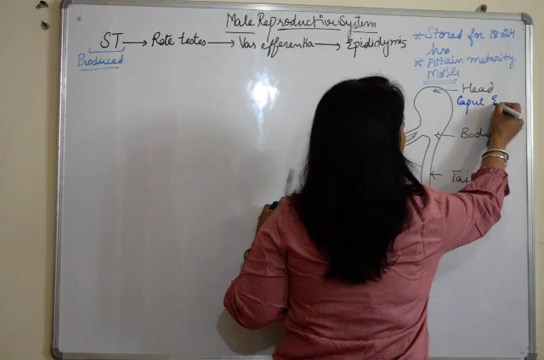 Male Reproductive System
ST → Rete testes → Vas efferentia → Epididymis
Produced
* Stored for 18-24
hrs
* Attain maturity
Motile
Head
Caput E
Body
Tail